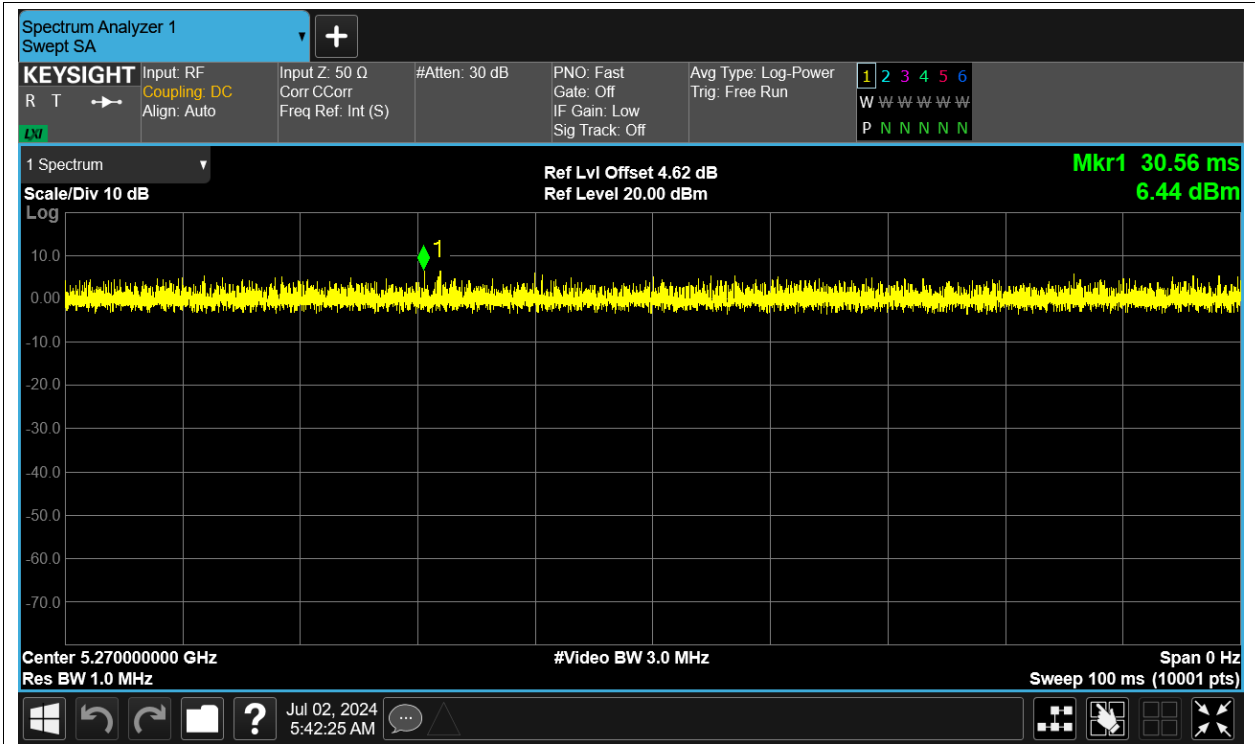 Spectrum Analyzer 1
Swept SA
KEYSIGHT
R T
LXI
Input: RF
Coupling: DC
Align: Auto
Input Z: 50 Ω
Corr CCorr
Freq Ref: Int (S)
#Atten: 30 dB
PNO: Fast
Gate: Off
IF Gain: Low
Sig Track: Off
Avg Type: Log-Power
Trig: Free Run
1 2 3 4 5 6
W W W W W W
P N N N N N
1 Spectrum
Scale/Div 10 dB
Log
Ref Lvl Offset 4.62 dB
Ref Level 20.00 dBm
Mkr1 30.56 ms
6.44 dBm
1
10.0
0.00
-10.0
-20.0
-30.0
-40.0
-50.0
-60.0
-70.0
Center 5.270000000 GHz
Res BW 1.0 MHz
#Video BW 3.0 MHz
Span 0 Hz
Sweep 100 ms (10001 pts)
?
Jul 02, 2024
5:42:25 AM